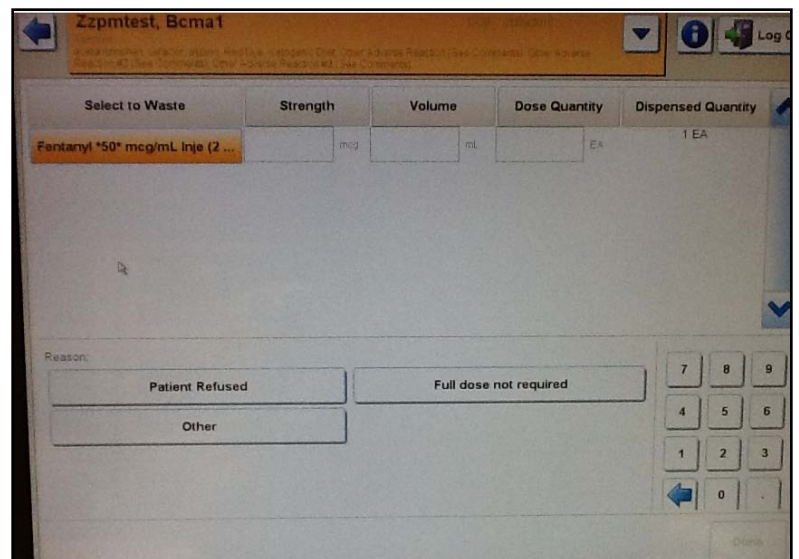 Zzpmtest, Bcma1
Log
Select to Waste Strength Volume Dose Quantity Dispensed Quantity
Fentanyl *50* mcg/mL Inje (2 ... mcg mL EA 1 EA
Reason:
Patient Refused Full dose not required
Other
7 8 9
4 5 6
1 2 3
0 .
Done